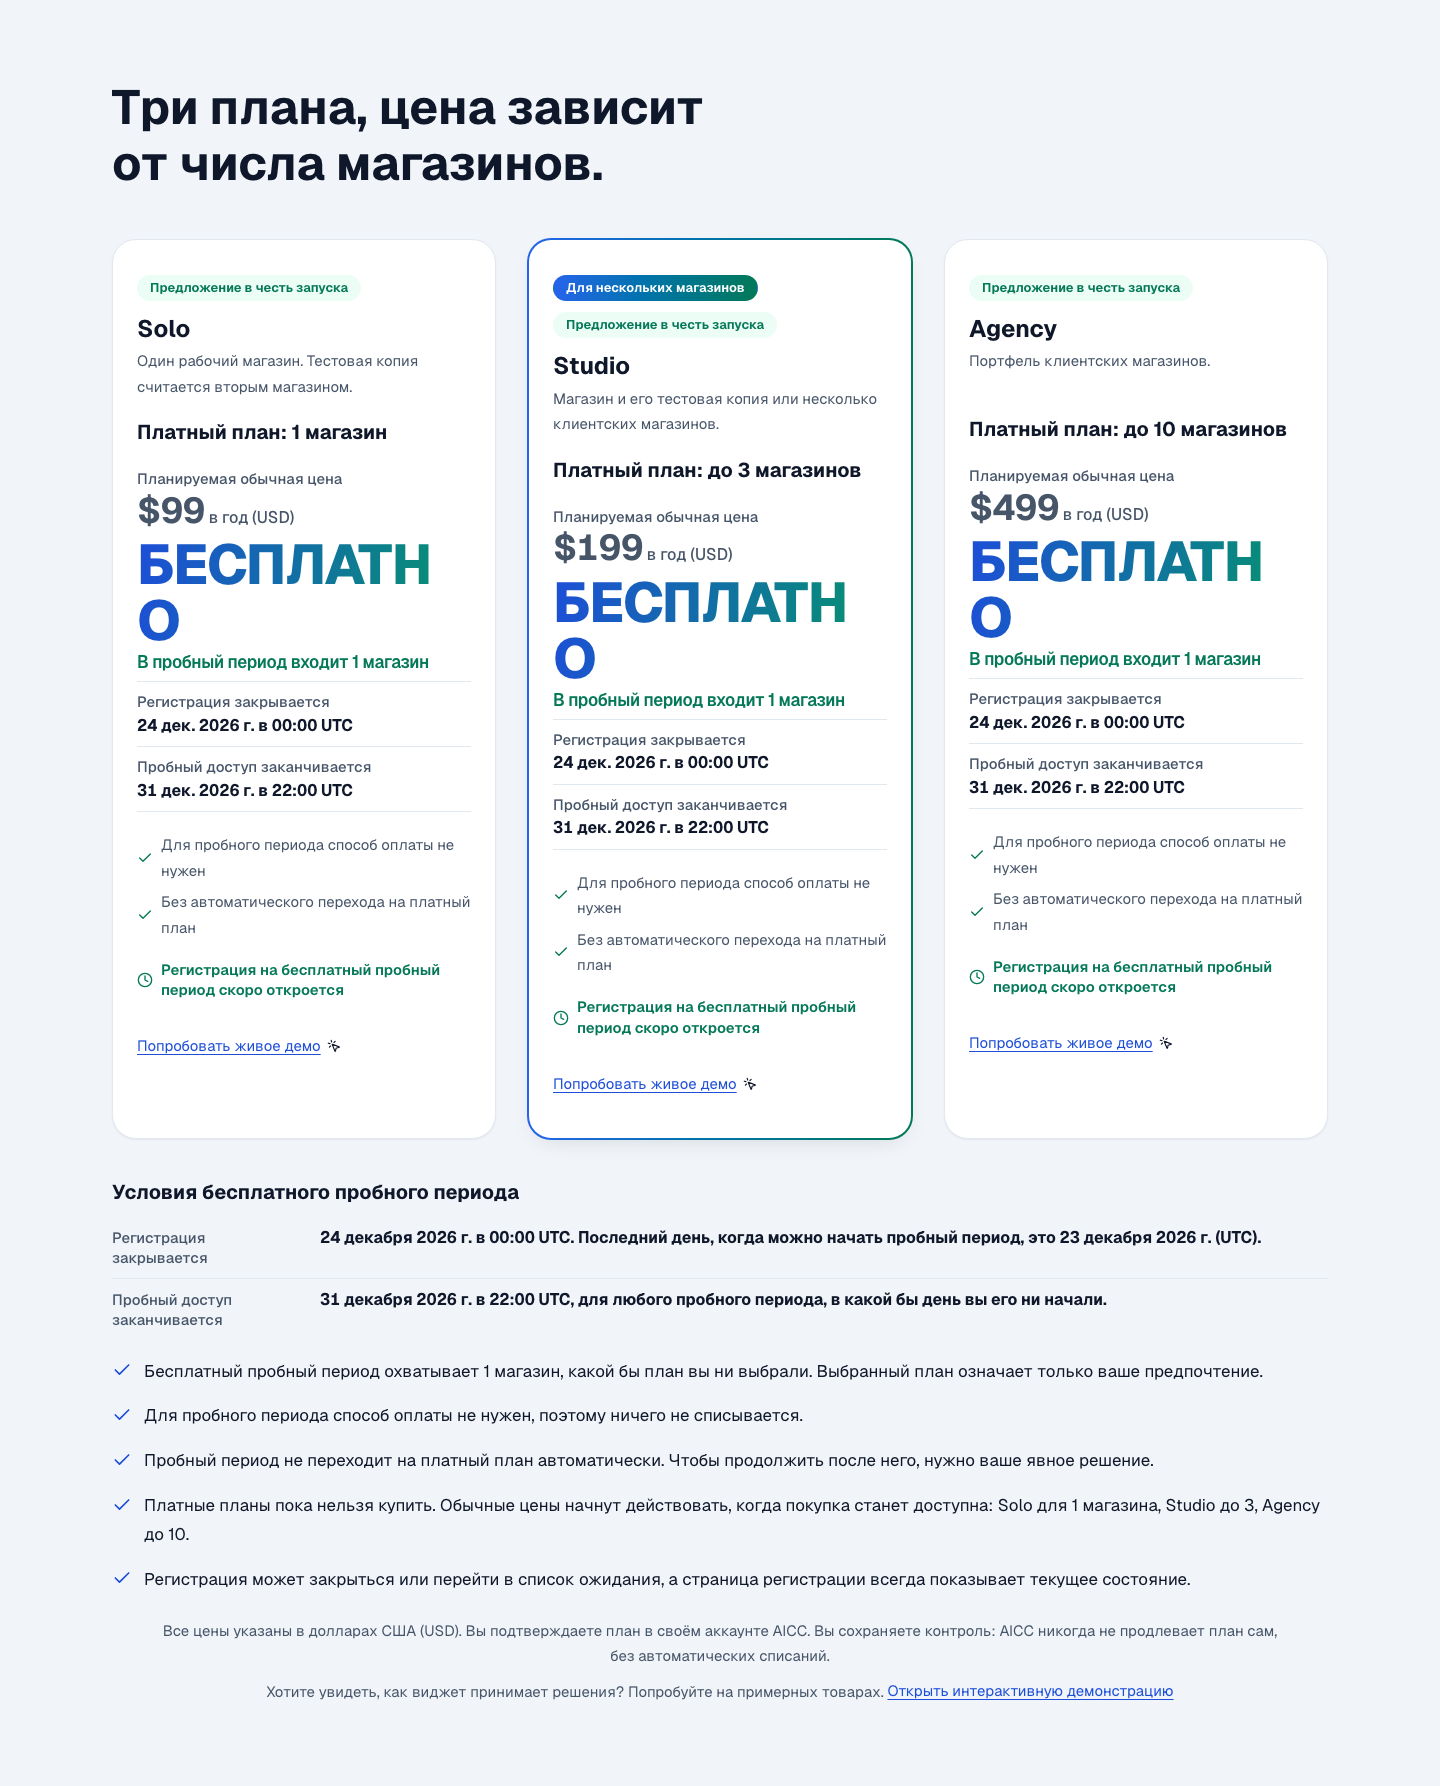 Три плана, цена зависит
от числа магазинов.
Предложение в честь запуска
Solo
Один рабочий магазин. Тестовая копия
считается вторым магазином.
Платный план: 1 магазин
Планируемая обычная цена
$99 в год (USD)
БЕСПЛАТН
О
В пробный период входит 1 магазин
Регистрация закрывается
24 дек. 2026 г. в 00:00 UTC
Пробный доступ заканчивается
31 дек. 2026 г. в 22:00 UTC
Для пробного периода способ оплаты не
нужен
Без автоматического перехода на платный
план
Регистрация на бесплатный пробный
период скоро откроется
Попробовать живое демо
Для нескольких магазинов
Предложение в честь запуска
Studio
Магазин и его тестовая копия или несколько
клиентских магазинов.
Платный план: до 3 магазинов
Планируемая обычная цена
$199 в год (USD)
БЕСПЛАТН
О
В пробный период входит 1 магазин
Регистрация закрывается
24 дек. 2026 г. в 00:00 UTC
Пробный доступ заканчивается
31 дек. 2026 г. в 22:00 UTC
Для пробного периода способ оплаты не
нужен
Без автоматического перехода на платный
план
Регистрация на бесплатный пробный
период скоро откроется
Попробовать живое демо
Предложение в честь запуска
Agency
Портфель клиентских магазинов.
Платный план: до 10 магазинов
Планируемая обычная цена
$499 в год (USD)
БЕСПЛАТН
О
В пробный период входит 1 магазин
Регистрация закрывается
24 дек. 2026 г. в 00:00 UTC
Пробный доступ заканчивается
31 дек. 2026 г. в 22:00 UTC
Для пробного периода способ оплаты не
нужен
Без автоматического перехода на платный
план
Регистрация на бесплатный пробный
период скоро откроется
Попробовать живое демо
Условия бесплатного пробного периода
Регистрация
закрывается
24 декабря 2026 г. в 00:00 UTC. Последний день, когда можно начать пробный период, это 23 декабря 2026 г. (UTC).
Пробный доступ
заканчивается
31 декабря 2026 г. в 22:00 UTC, для любого пробного периода, в какой бы день вы его ни начали.
Бесплатный пробный период охватывает 1 магазин, какой бы план вы ни выбрали. Выбранный план означает только ваше предпочтение.
Для пробного периода способ оплаты не нужен, поэтому ничего не списывается.
Пробный период не переходит на платный план автоматически. Чтобы продолжить после него, нужно ваше явное решение.
Платные планы пока нельзя купить. Обычные цены начнут действовать, когда покупка станет доступна: Solo для 1 магазина, Studio до 3, Agency
до 10.
Регистрация может закрыться или перейти в список ожидания, а страница регистрации всегда показывает текущее состояние.
Все цены указаны в долларах США (USD). Вы подтверждаете план в своём аккаунте AICC. Вы сохраняете контроль: AICC никогда не продлевает план сам,
без автоматических списаний.
Хотите увидеть, как виджет принимает решения? Попробуйте на примерных товарах. Открыть интерактивную демонстрацию